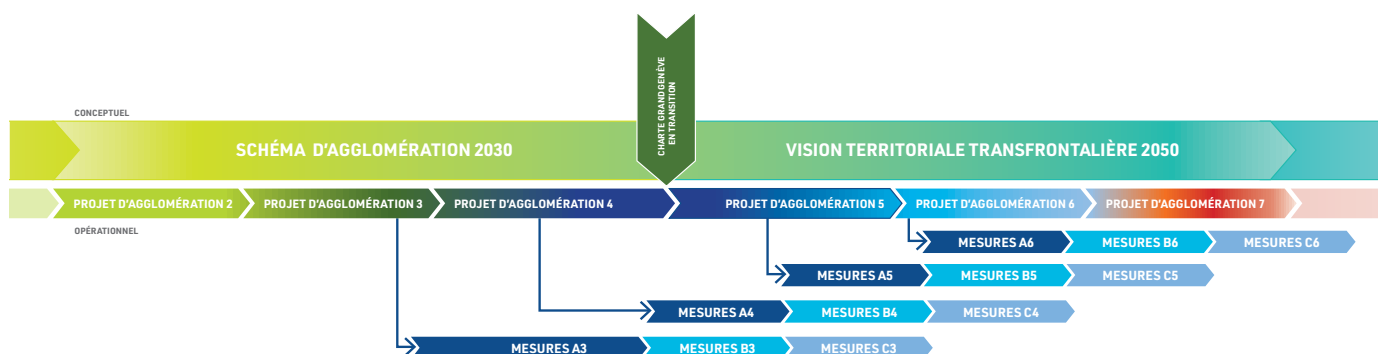 CHARTE GRAND GENÈVE
EN TRANSITION
CONCEPTUEL
SCHÉMA D'AGGLOMÉRATION 2030
VISION TERRITORIALE TRANSFRONTALIÈRE 2050
PROJET D'AGGLOMÉRATION 2
PROJET D'AGGLOMÉRATION 3
PROJET D'AGGLOMÉRATION 4
PROJET D'AGGLOMÉRATION 5
PROJET D'AGGLOMÉRATION 6
PROJET D'AGGLOMÉRATION 7
OPÉRATIONNEL
MESURES A6
MESURES B6
MESURES C6
MESURES A5
MESURES B5
MESURES C5
MESURES A4
MESURES B4
MESURES C4
MESURES A3
MESURES B3
MESURES C3